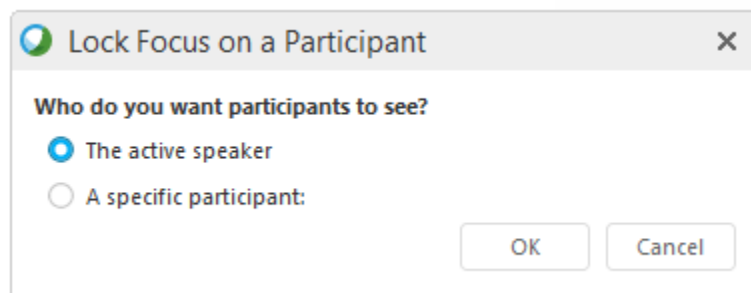 Lock Focus on a Participant
Who do you want participants to see?
The active speaker
A specific participant:
OK
Cancel